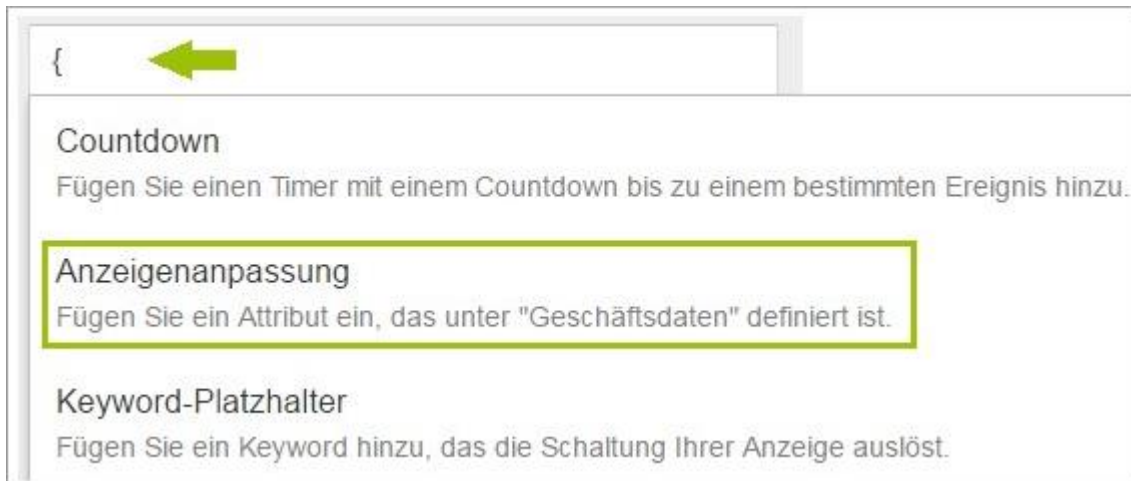 {
Countdown
Fügen Sie einen Timer mit einem Countdown bis zu einem bestimmten Ereignis hinzu.
Anzeigenanpassung
Fügen Sie ein Attribut ein, das unter "Geschäftsdaten" definiert ist.
Keyword-Platzhalter
Fügen Sie ein Keyword hinzu, das die Schaltung Ihrer Anzeige auslöst.